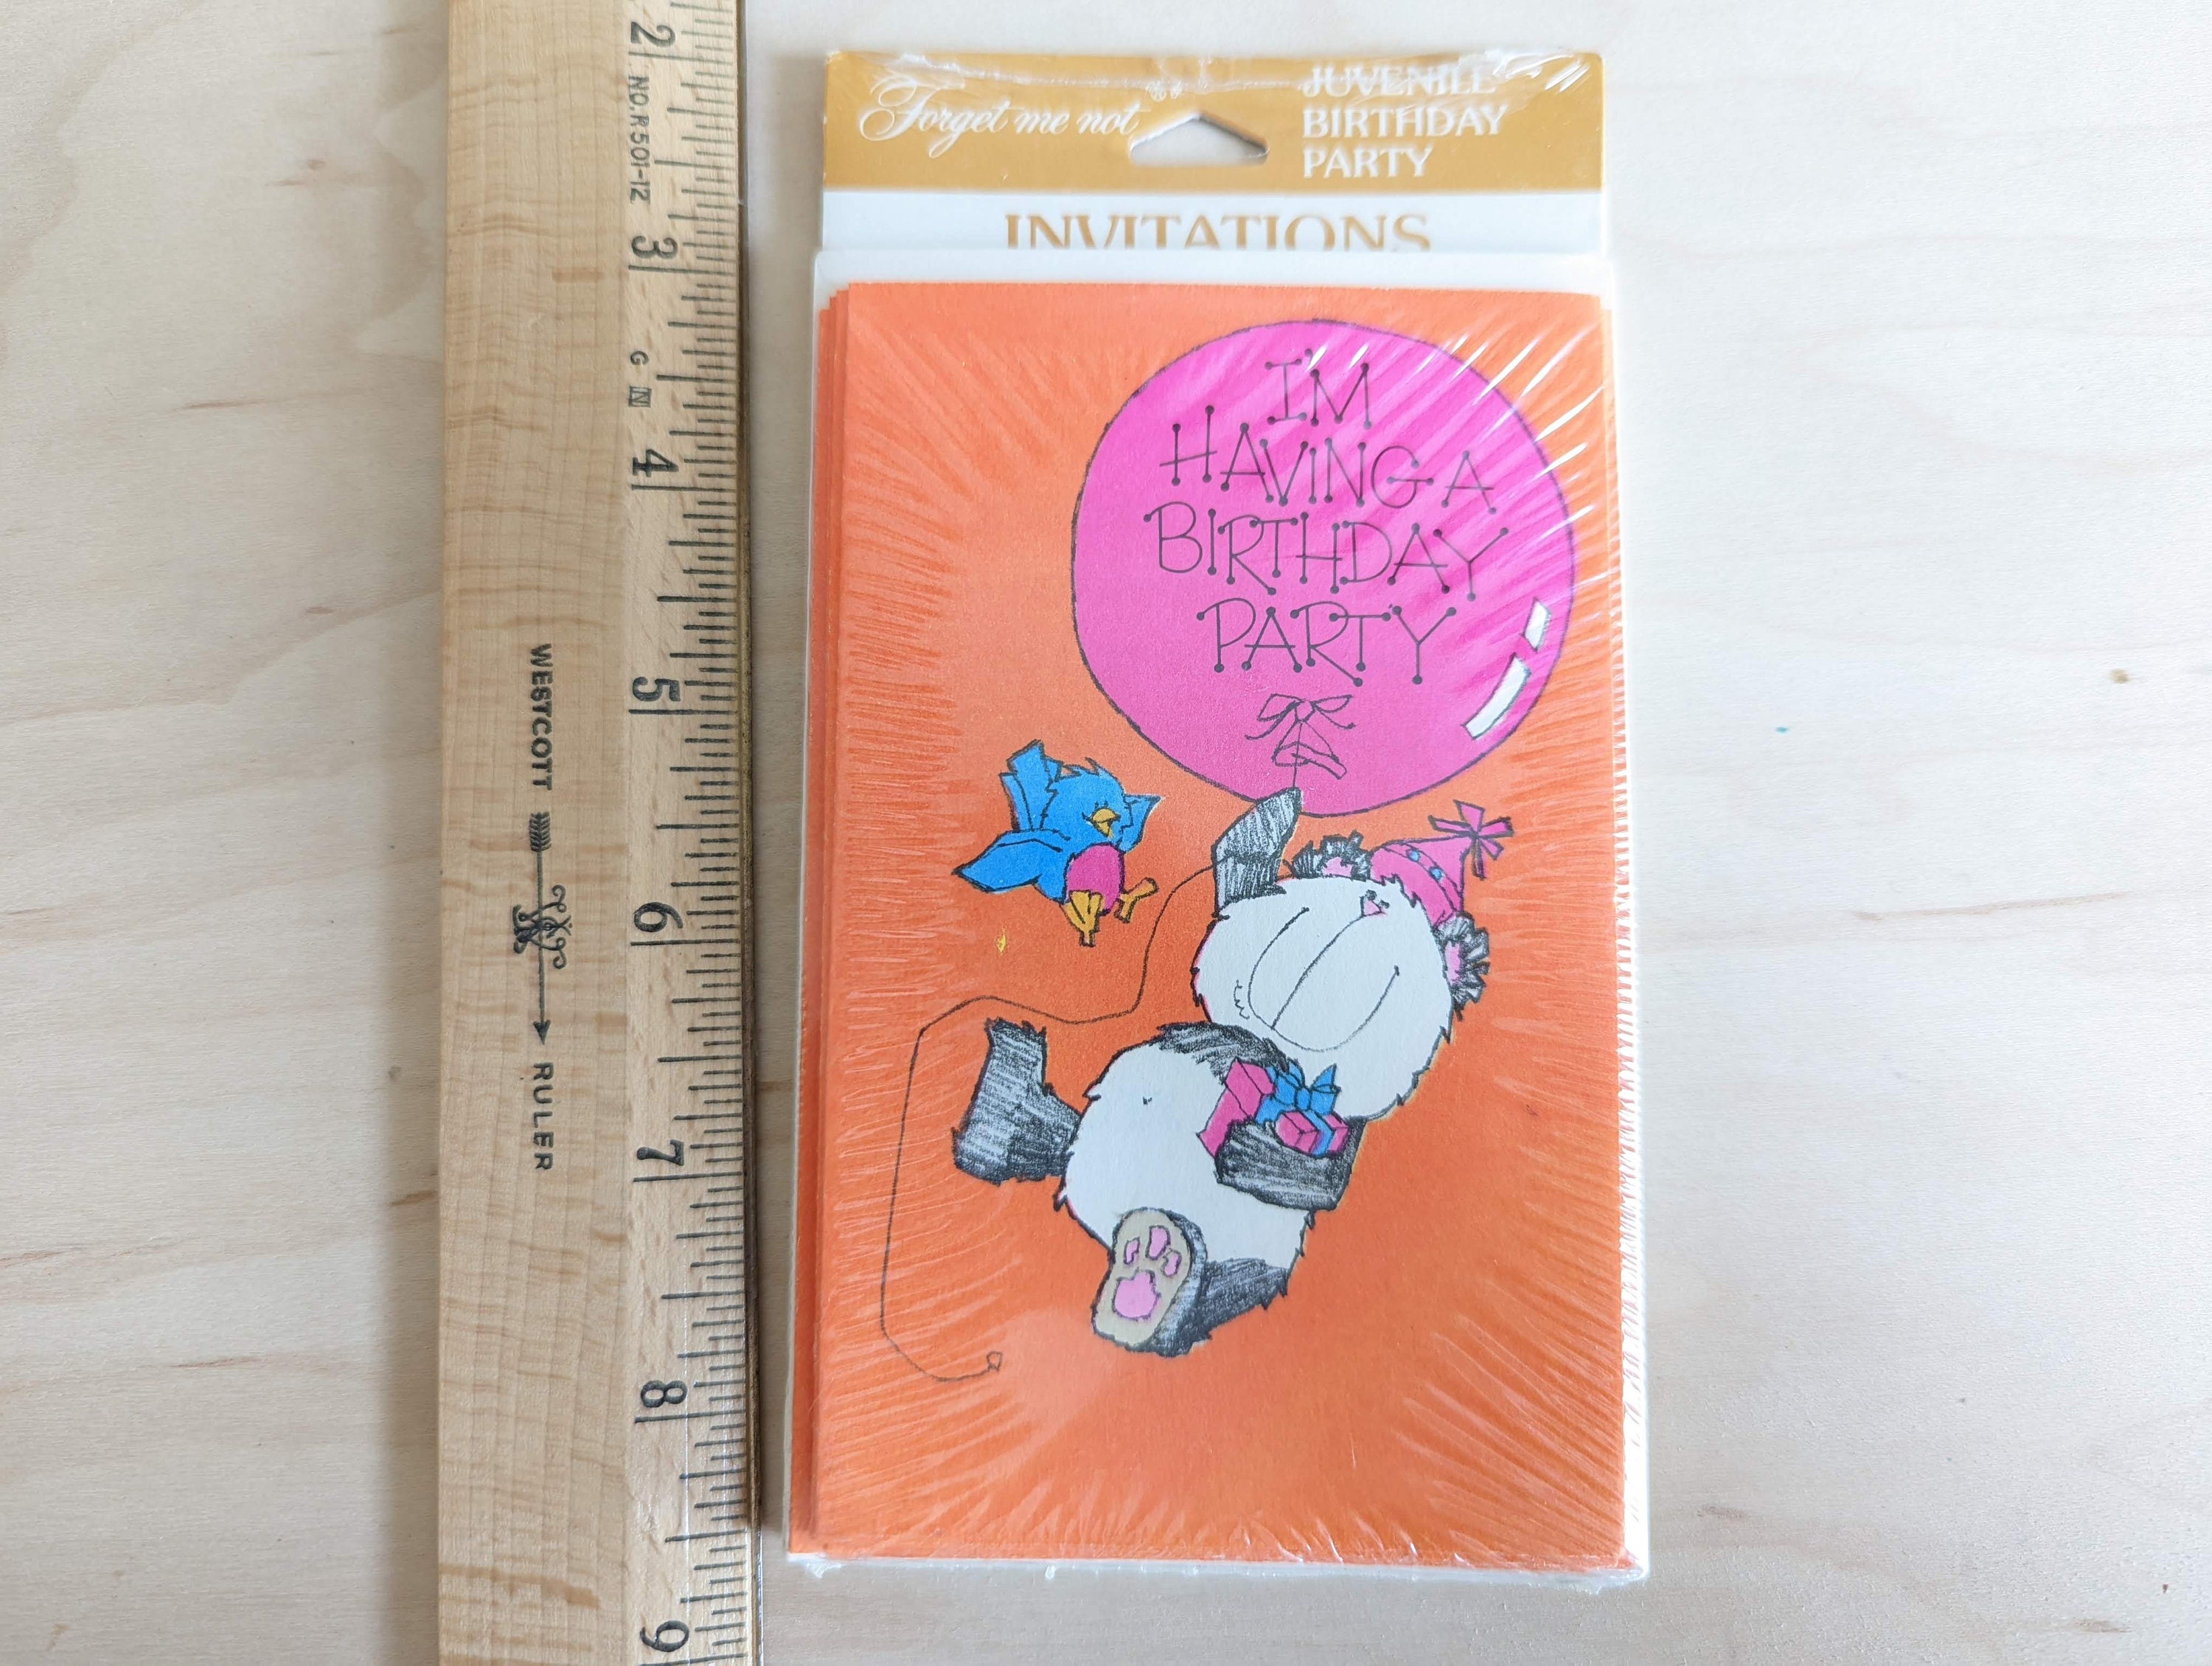 Forget me not
JUVENILE
BIRTHDAY
PARTY
INVITATIONS
I'M
HAVING A
BIRTHDAY
PARTY
2
NO. R501-12
3
G N
4
5
6
7
8
9
WESTCOTT RULER